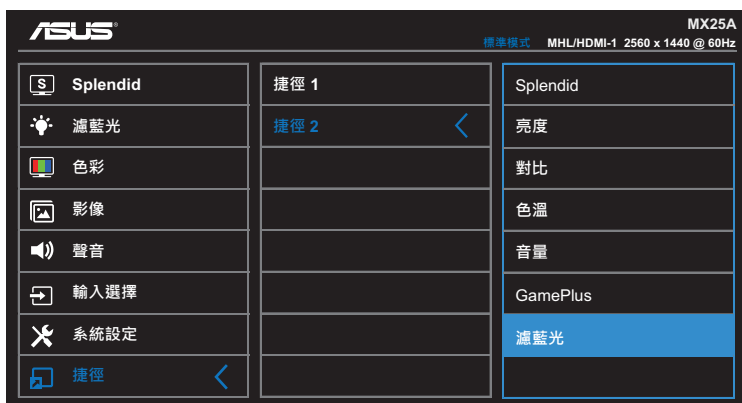 ASUS®
MX25A
標準模式 MHL/HDMI-1 2560 x 1440 @ 60Hz
S Splendid
濾藍光
色彩
影像
聲音
輸入選擇
系統設定
捷徑
捷徑 1
捷徑 2
Splendid
亮度
對比
色溫
音量
GamePlus
濾藍光